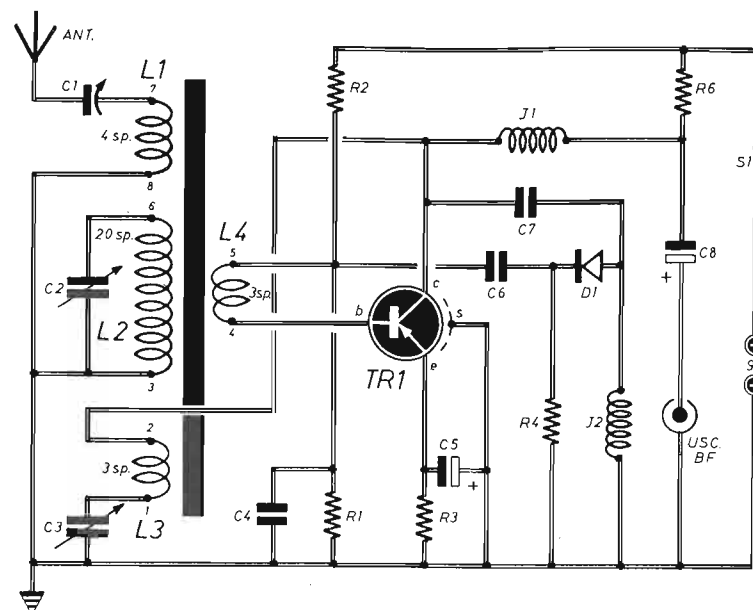 ANT.
C1
L1
7
4 sp.
8
6
20 sp.
C2
L2
3
2
3 sp.
1
C3
L3
L4
5
3sp.
4
R2
J1
R6
S1
C7
C6
D1
C8
+
b
c
s
e
TR1
R4
J2
USC.
BF
C5
+
C4
R1
R3